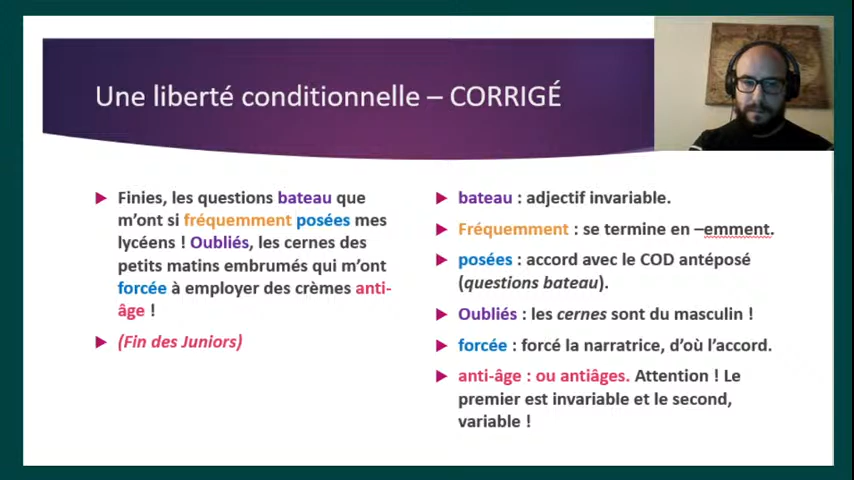 Une liberté conditionnelle – CORRIGÉ
Finies, les questions bateau que
m’ont si fréquemment posées mes
lycéens ! Oubliés, les cernes des
petits matins embrumés qui m’ont
forcée à employer des crèmes anti-
âge !
(Fin des Juniors)
bateau : adjectif invariable.
Fréquemment : se termine en –emment.
posées : accord avec le COD antéposé
(questions bateau).
Oubliés : les cernes sont du masculin !
forcée : forcé la narratrice, d’où l’accord.
anti-âge : ou antiâges. Attention ! Le
premier est invariable et le second,
variable !